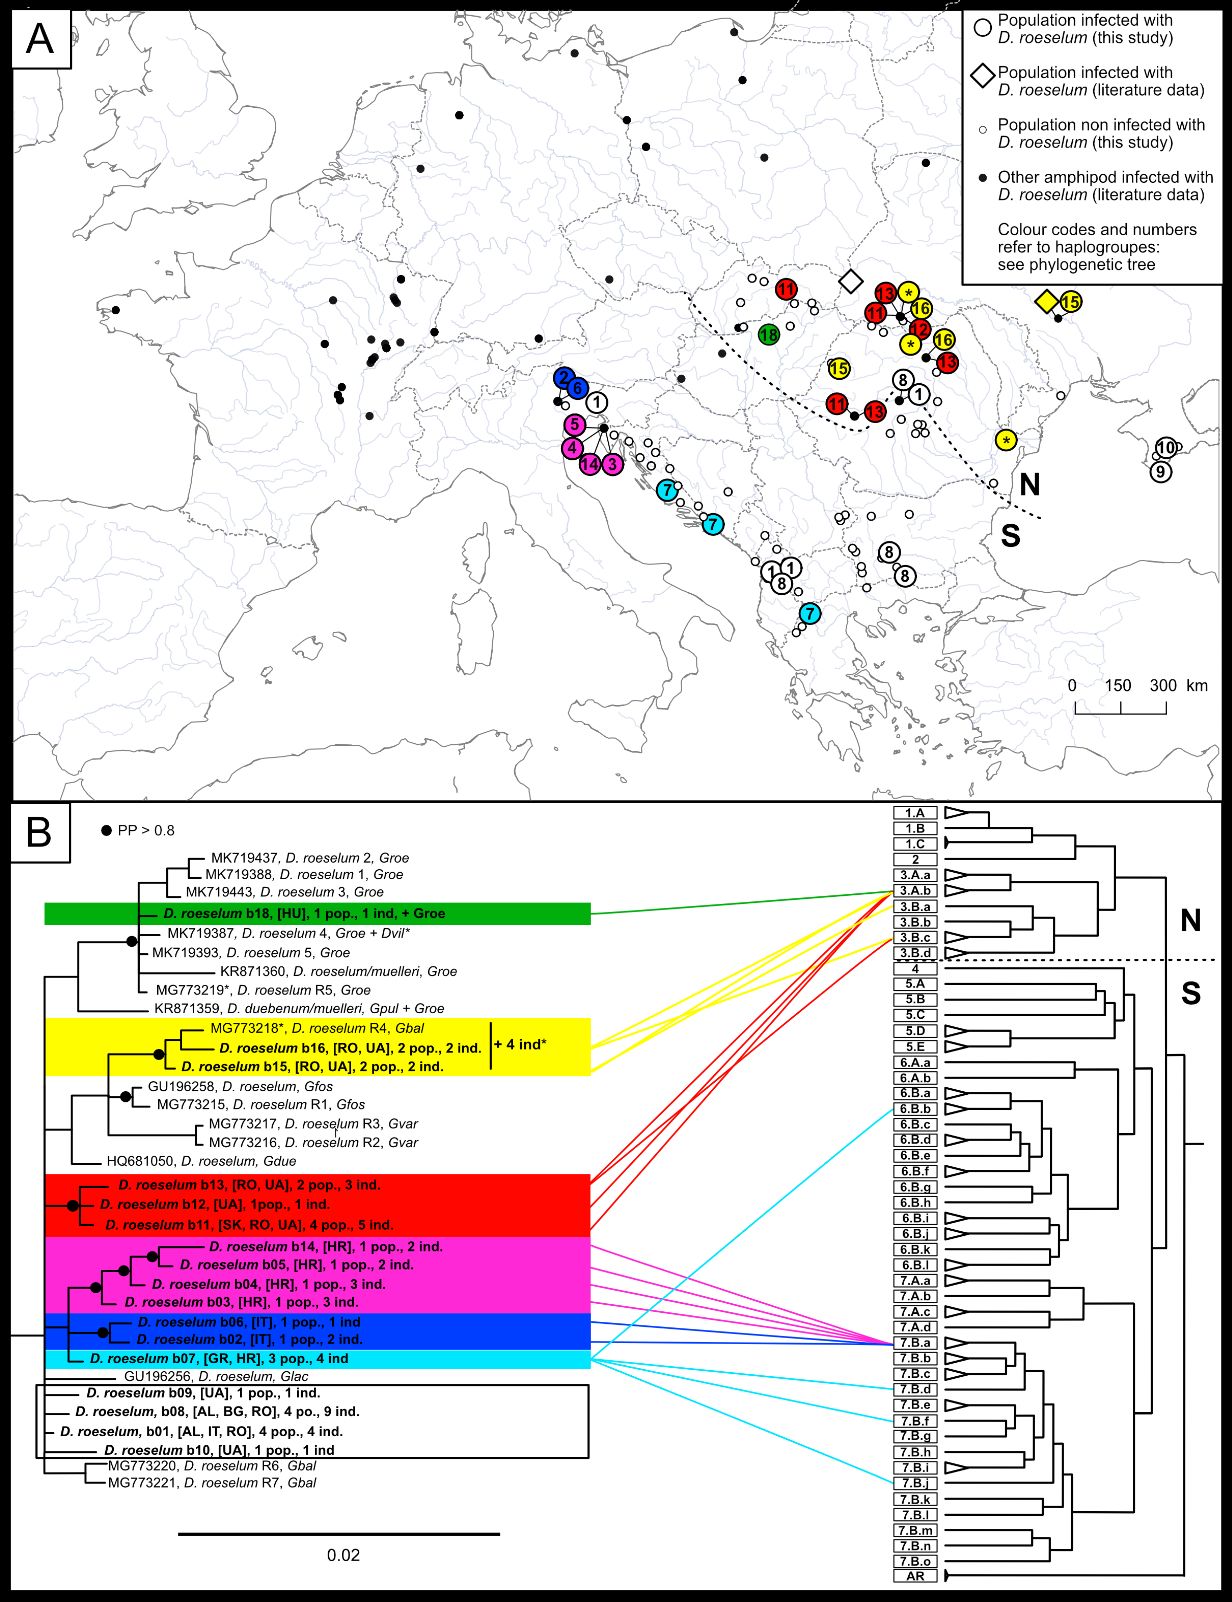 A
Population infected with
D. roeselum (this study)
Population infected with
D. roeselum (literature data)
Population non infected with
D. roeselum (this study)
Other amphipod infected with
D. roeselum (literature data)
Colour codes and numbers
refer to haplogroupes:
see phylogenetic tree
11
13
*
16
11
12
18
*
16
13
15
15
8
1
11
13
2
6
1
5
4
14
3
*
10
9
7
7
N
S
8
8
1
1
8
7
0 150 300 km
B
PP > 0.8
MK719437, D. roeselum 2, Groe
MK719388, D. roeselum 1, Groe
MK719443, D. roeselum 3, Groe
D. roeselum b18, [HU], 1 pop., 1 ind, + Groe
MK719387, D. roeselum 4, Groe + Dvil*
MK719393, D. roeselum 5, Groe
KR871360, D. roeselum/muelleri, Groe
MG773219*, D. roeselum R5, Groe
KR871359, D. duebenum/muelleri, Gpul + Groe
MG773218*, D. roeselum R4, Gbal
D. roeselum b16, [RO, UA], 2 pop., 2 ind.
+ 4 ind*
D. roeselum b15, [RO, UA], 2 pop., 2 ind.
GU196258, D. roeselum, Gfos
MG773215, D. roeselum R1, Gfos
MG773217, D. roeselum R3, Gvar
MG773216, D. roeselum R2, Gvar
HQ681050, D. roeselum, Gdue
D. roeselum b13, [RO, UA], 2 pop., 3 ind.
D. roeselum b12, [UA], 1pop., 1 ind.
D. roeselum b11, [SK, RO, UA], 4 pop., 5 ind.
D. roeselum b14, [HR], 1 pop., 2 ind.
D. roeselum b05, [HR], 1 pop., 2 ind.
D. roeselum b04, [HR], 1 pop., 3 ind.
D. roeselum b03, [HR], 1 pop., 3 ind.
D. roeselum b06, [IT], 1 pop., 1 ind
D. roeselum b02, [IT], 1 pop., 2 ind.
D. roeselum b07, [GR, HR], 3 pop., 4 ind
GU196256, D. roeselum, Glac
D. roeselum b09, [UA], 1 pop., 1 ind.
D. roeselum, b08, [AL, BG, RO], 4 po., 9 ind.
D. roeselum, b01, [AL, IT, RO], 4 pop., 4 ind.
D. roeselum b10, [UA], 1 pop., 1 ind
MG773220, D. roeselum R6, Gbal
MG773221, D. roeselum R7, Gbal
0.02
1.A
1.B
1.C
2
3.A.a
3.A.b
3.B.a
3.B.b
3.B.c
3.B.d
N
4
S
5.A
5.B
5.C
5.D
5.E
6.A.a
6.A.b
6.B.a
6.B.b
6.B.c
6.B.d
6.B.e
6.B.f
6.B.g
6.B.h
6.B.i
6.B.j
6.B.k
6.B.l
7.A.a
7.A.b
7.A.c
7.A.d
7.B.a
7.B.b
7.B.c
7.B.d
7.B.e
7.B.f
7.B.g
7.B.h
7.B.i
7.B.j
7.B.k
7.B.l
7.B.m
7.B.n
7.B.o
AR